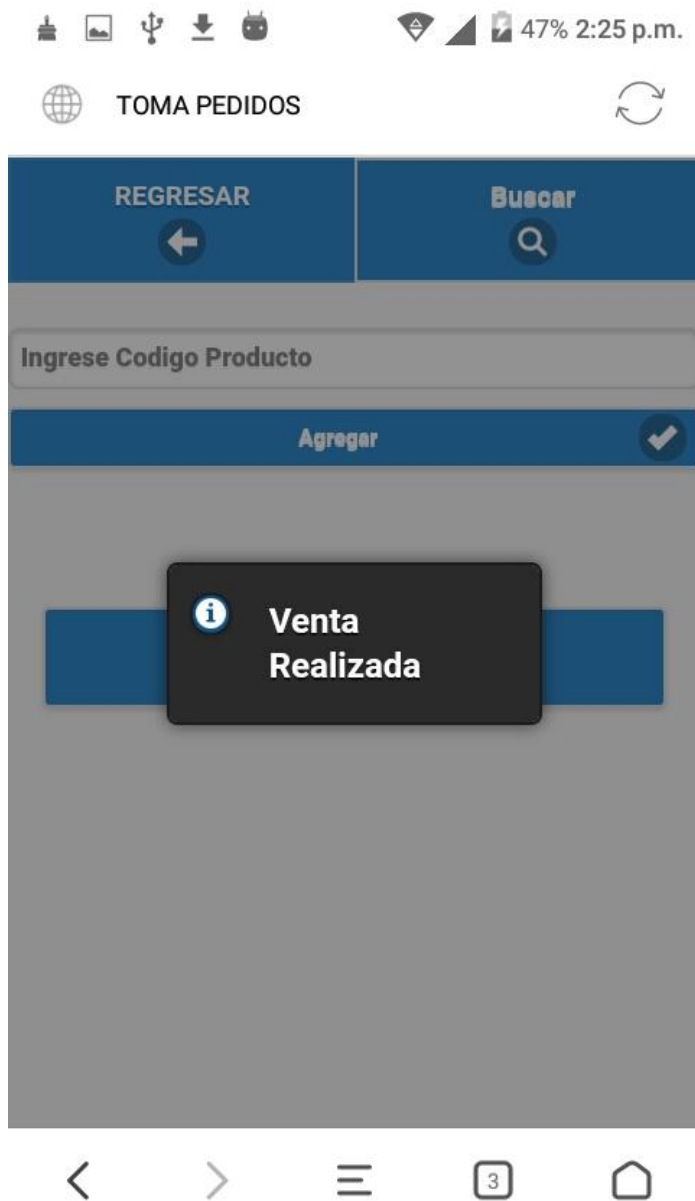 47% 2:25 p.m.
TOMA PEDIDOS
REGRESAR
Buscar
Ingrese Codigo Producto
Agregar
Venta
Realizada
3